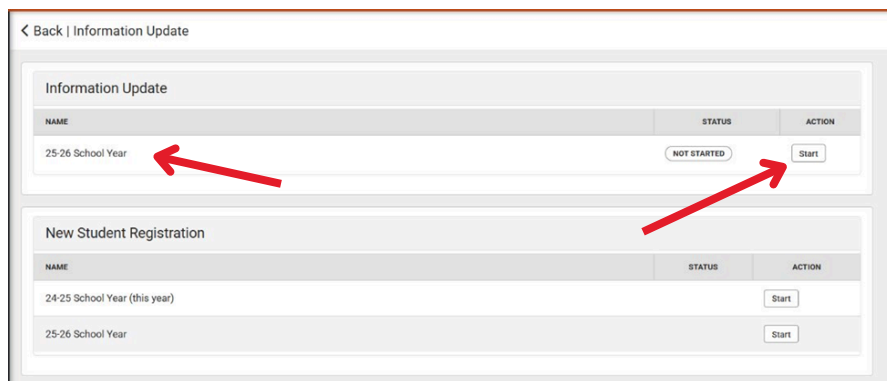 Back | Information Update
Information Update
NAME STATUS ACTION
25-26 School Year NOT STARTED Start
New Student Registration
NAME STATUS ACTION
24-25 School Year (this year) Start
25-26 School Year Start